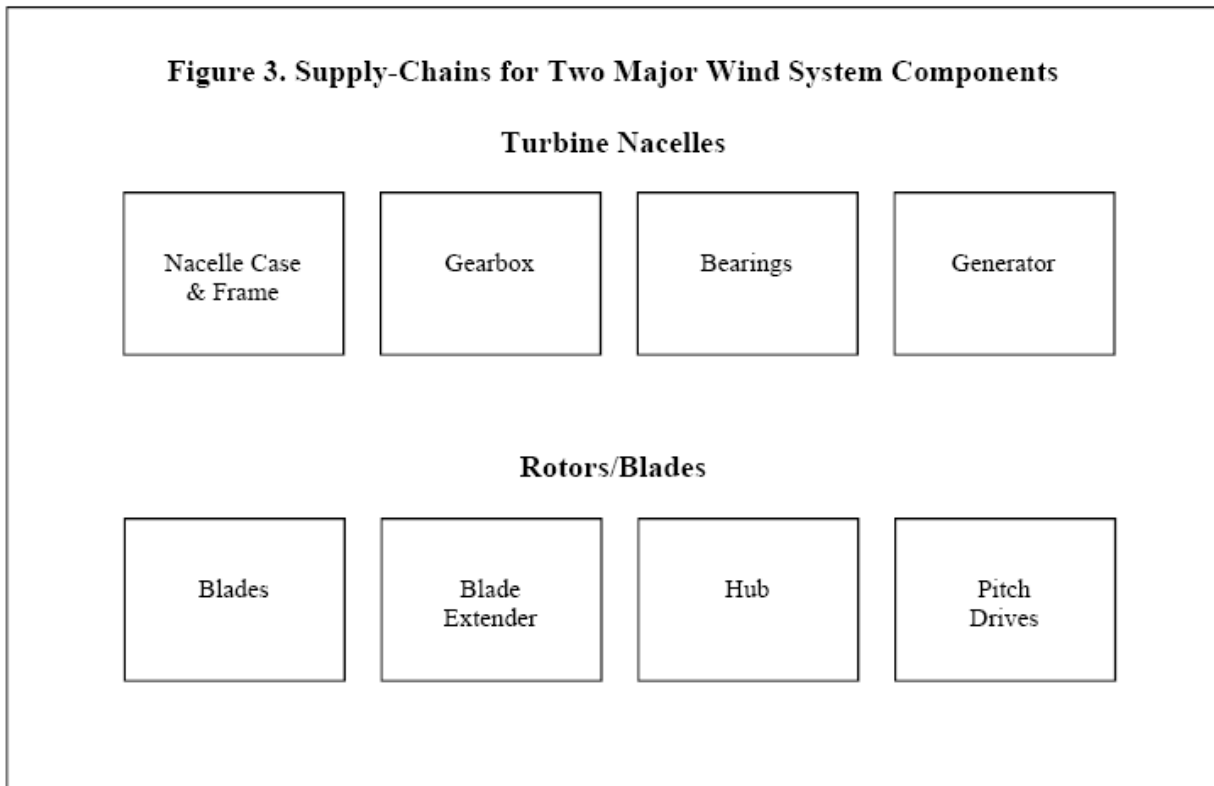 Figure 3. Supply-Chains for Two Major Wind System Components
Turbine Nacelles
Nacelle Case
& Frame
Gearbox
Bearings
Generator
Rotors/Blades
Blades
Blade
Extender
Hub
Pitch
Drives